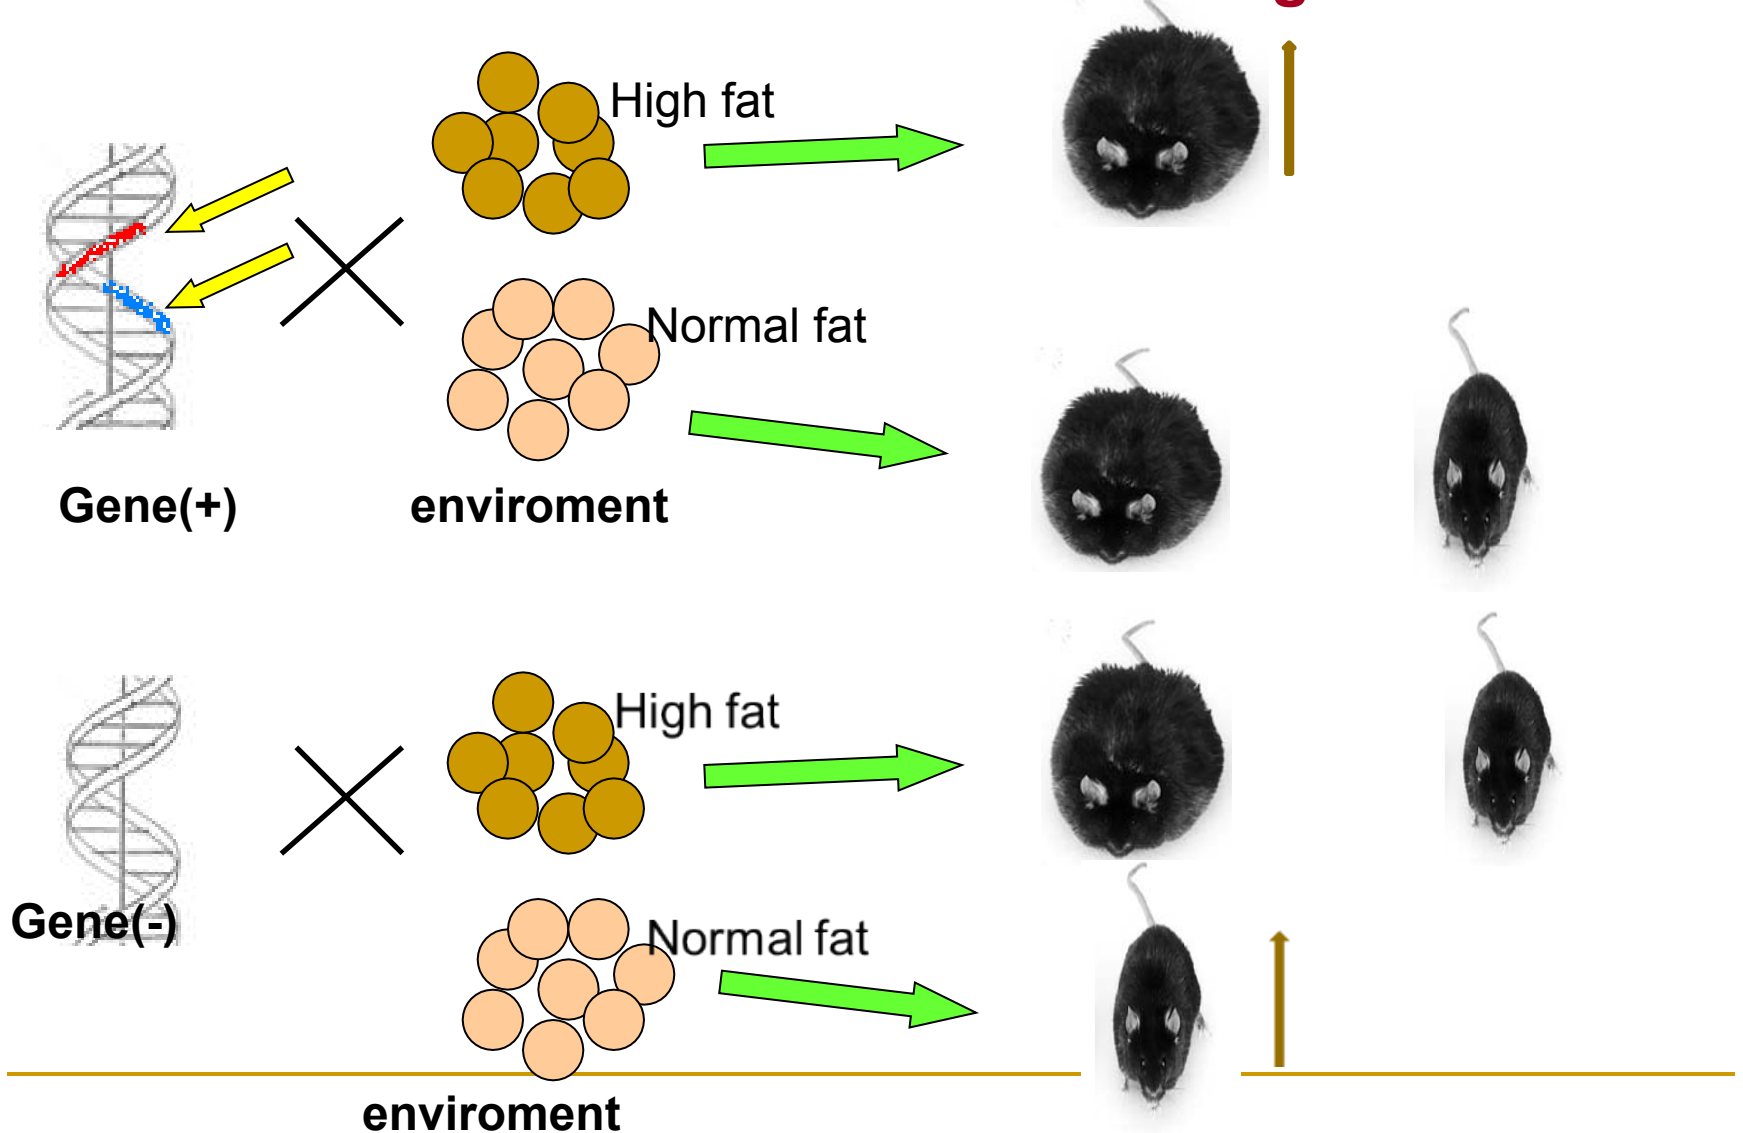 High fat
Normal fat
Gene(+)
enviroment
High fat
Gene(-)
Normal fat
enviroment